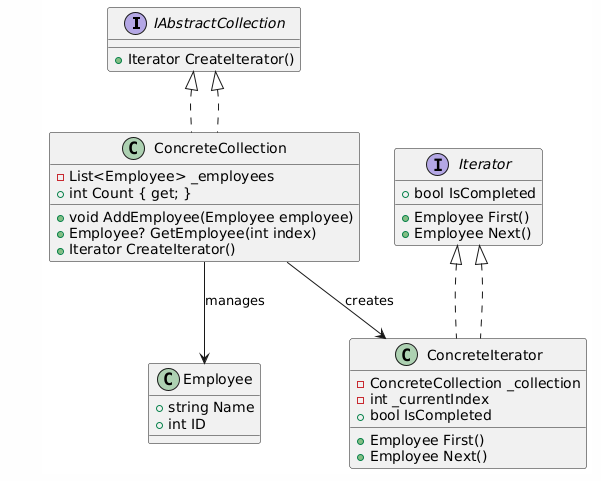 I IAbstractCollection
Iterator CreateIterator()
C ConcreteCollection
List<Employee> _employees
int Count { get; }
void AddEmployee(Employee employee)
Employee? GetEmployee(int index)
Iterator CreateIterator()
I Iterator
bool IsCompleted
Employee First()
Employee Next()
manages
creates
C Employee
string Name
int ID
C ConcreteIterator
ConcreteCollection _collection
int _currentIndex
bool IsCompleted
Employee First()
Employee Next()